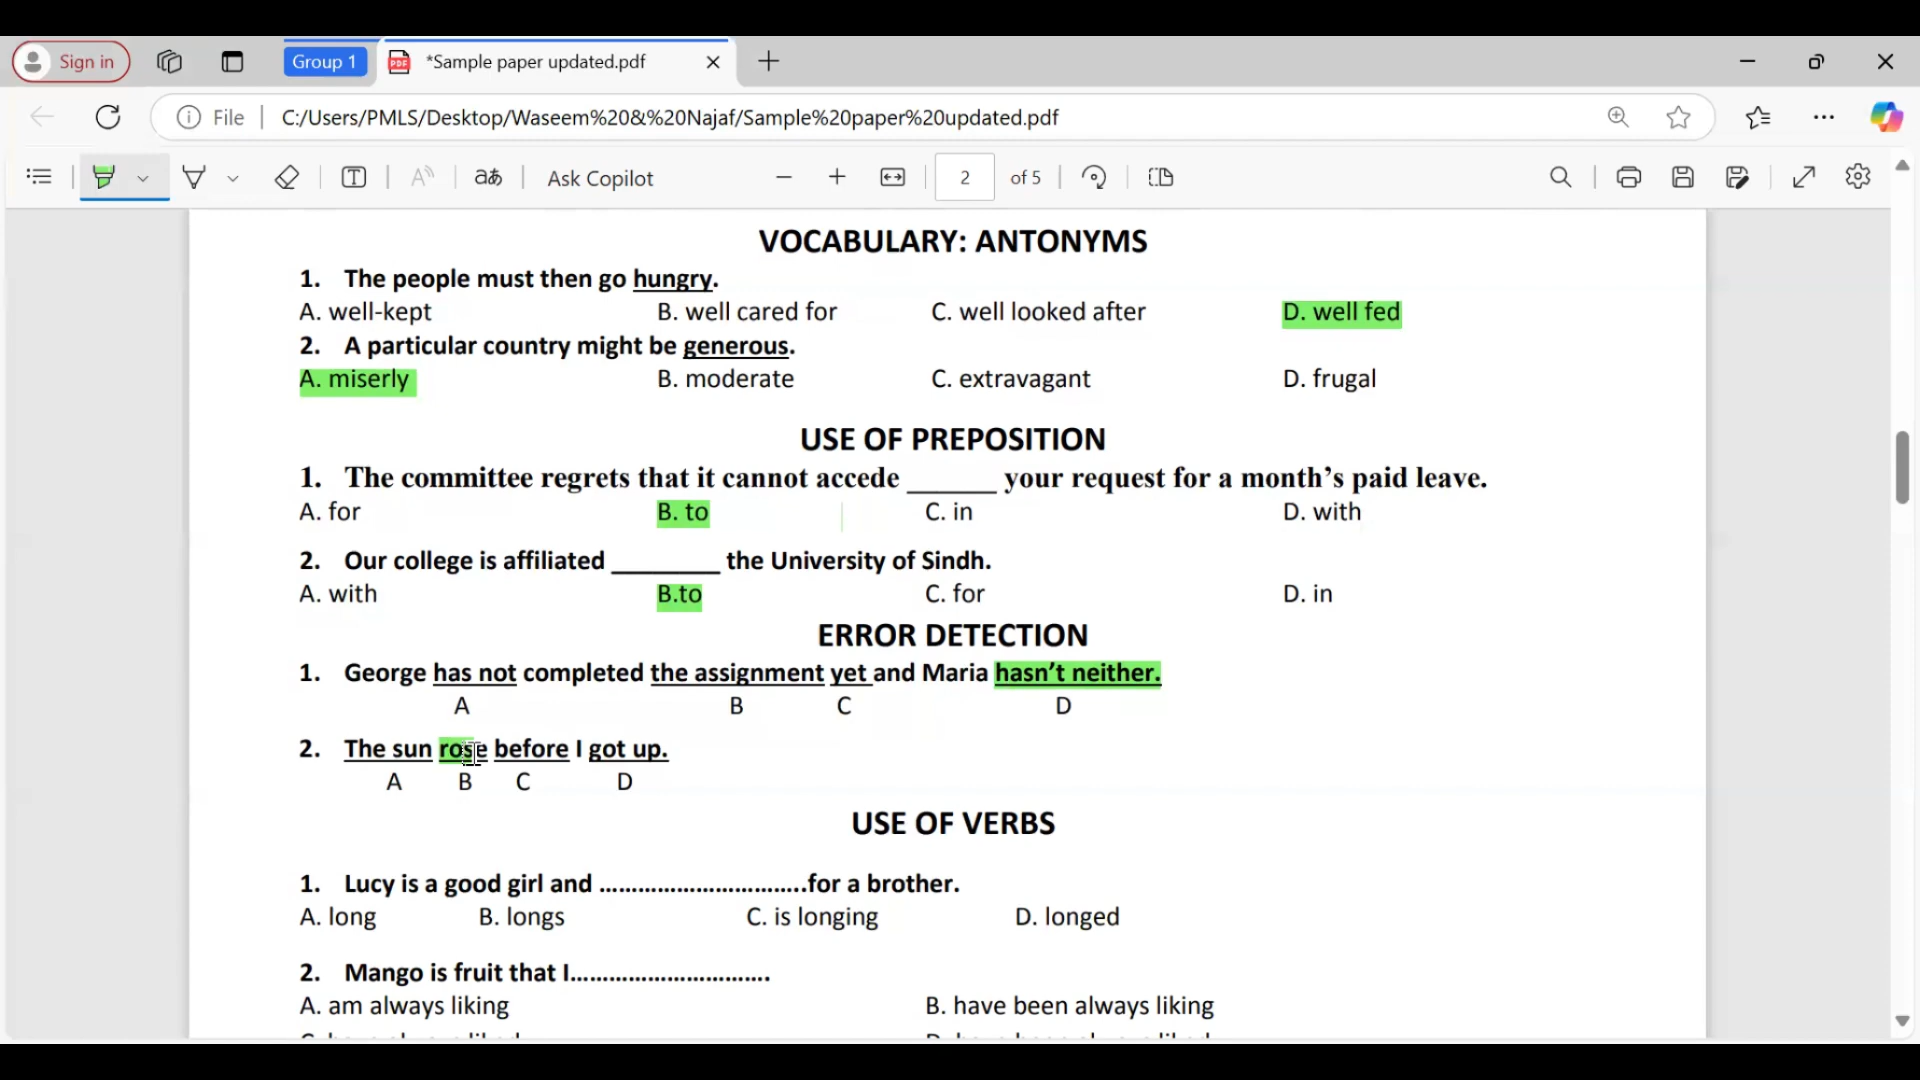 Sign in
Group 1
*Sample paper updated.pdf
File
C:/Users/PMLS/Desktop/Waseem%20&%20Najaf/Sample%20paper%20updated.pdf
Ask Copilot
2 of 5
VOCABULARY: ANTONYMS
1. The people must then go hungry.
A. well-kept B. well cared for C. well looked after D. well fed
2. A particular country might be generous.
A. miserly B. moderate C. extravagant D. frugal
USE OF PREPOSITION
1. The committee regrets that it cannot accede ______ your request for a month’s paid leave.
A. for B. to C. in D. with
2. Our college is affiliated ________ the University of Sindh.
A. with B.to C. for D. in
ERROR DETECTION
1. George has not completed the assignment yet and Maria hasn’t neither.
A B C D
2. The sun rose before I got up.
A B C D
USE OF VERBS
1. Lucy is a good girl and …………………………..for a brother.
A. long B. longs C. is longing D. longed
2. Mango is fruit that I………………………….
A. am always liking B. have been always liking